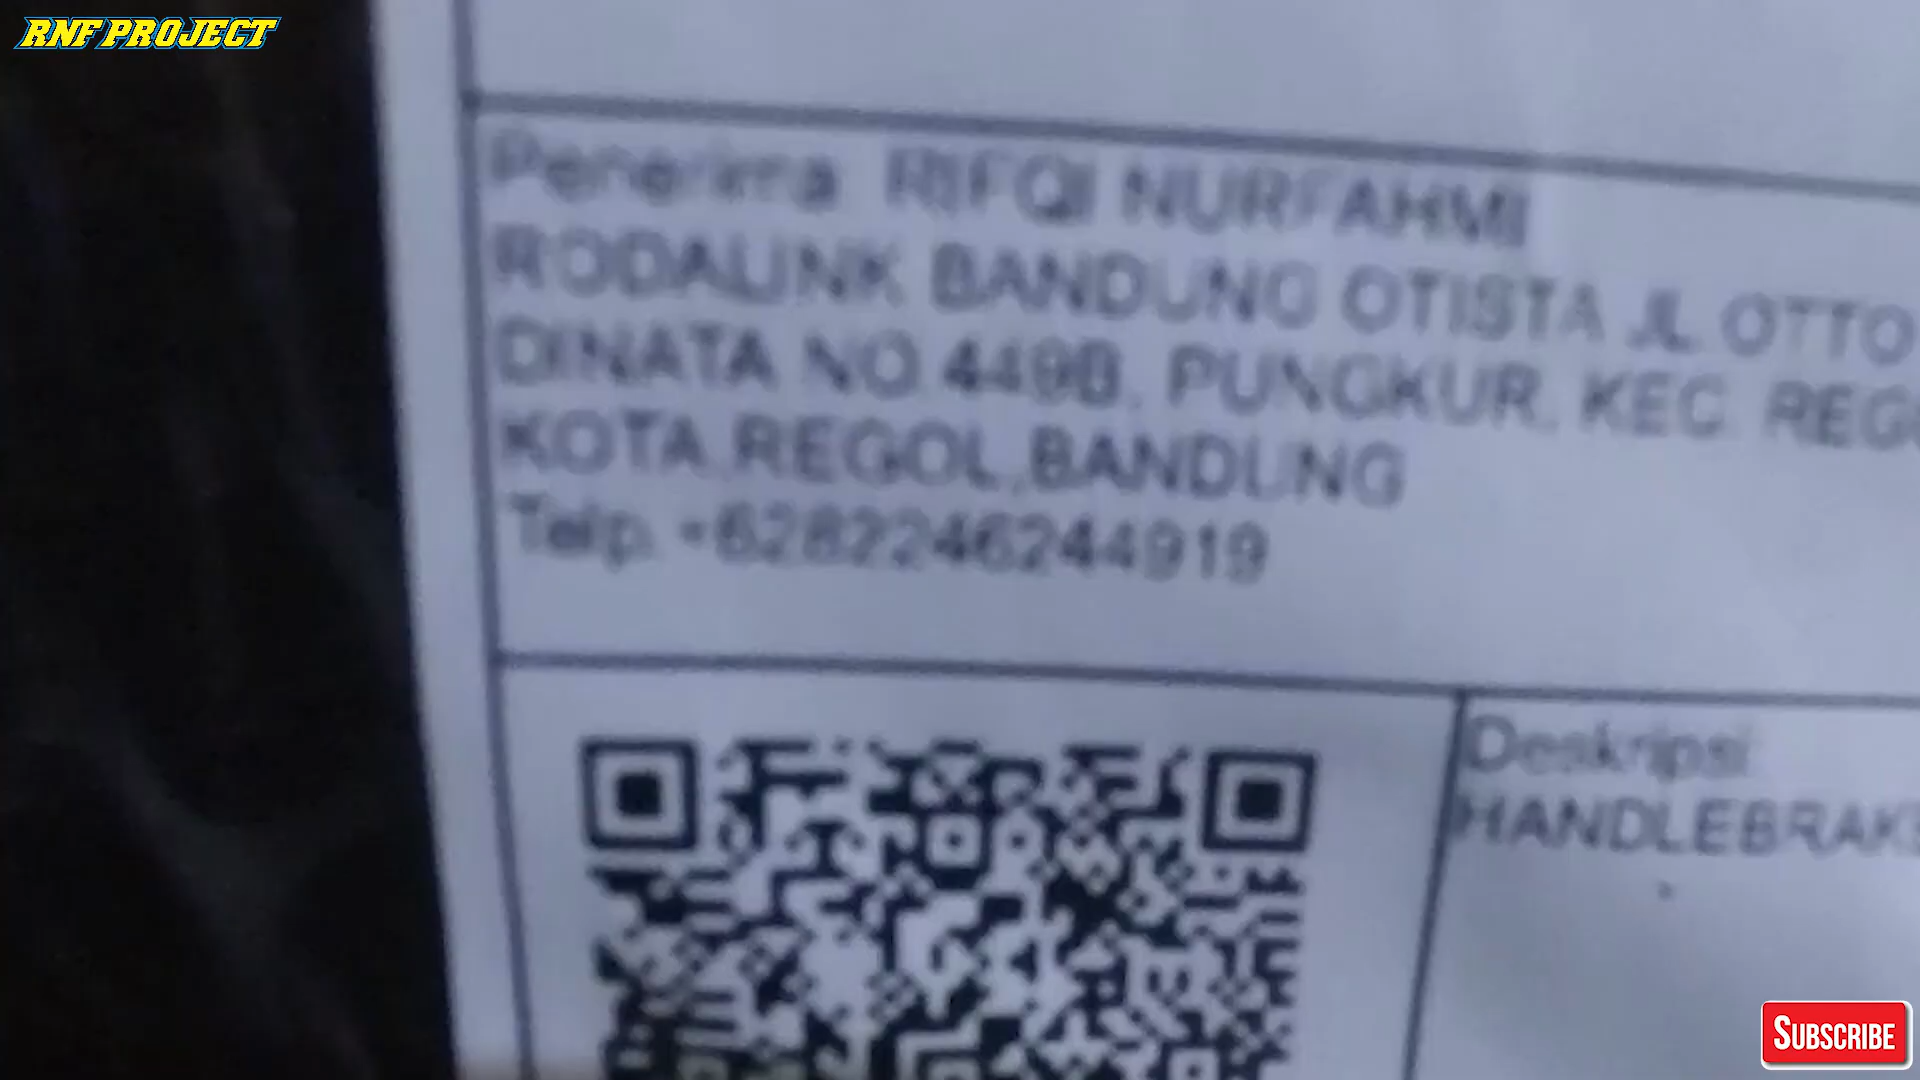 RNF PROJECT
Penerima RIFQI NURFAHMI
RODALINK BANDUNG OTISTA JL. OTTO
DINATA NO.449B, PUNGKUR, KEC. REG
KOTA,REGOL,BANDUNG
Telp. +6282246244919
Deskripsi
HANDLEBRAKE
SUBSCRIBE